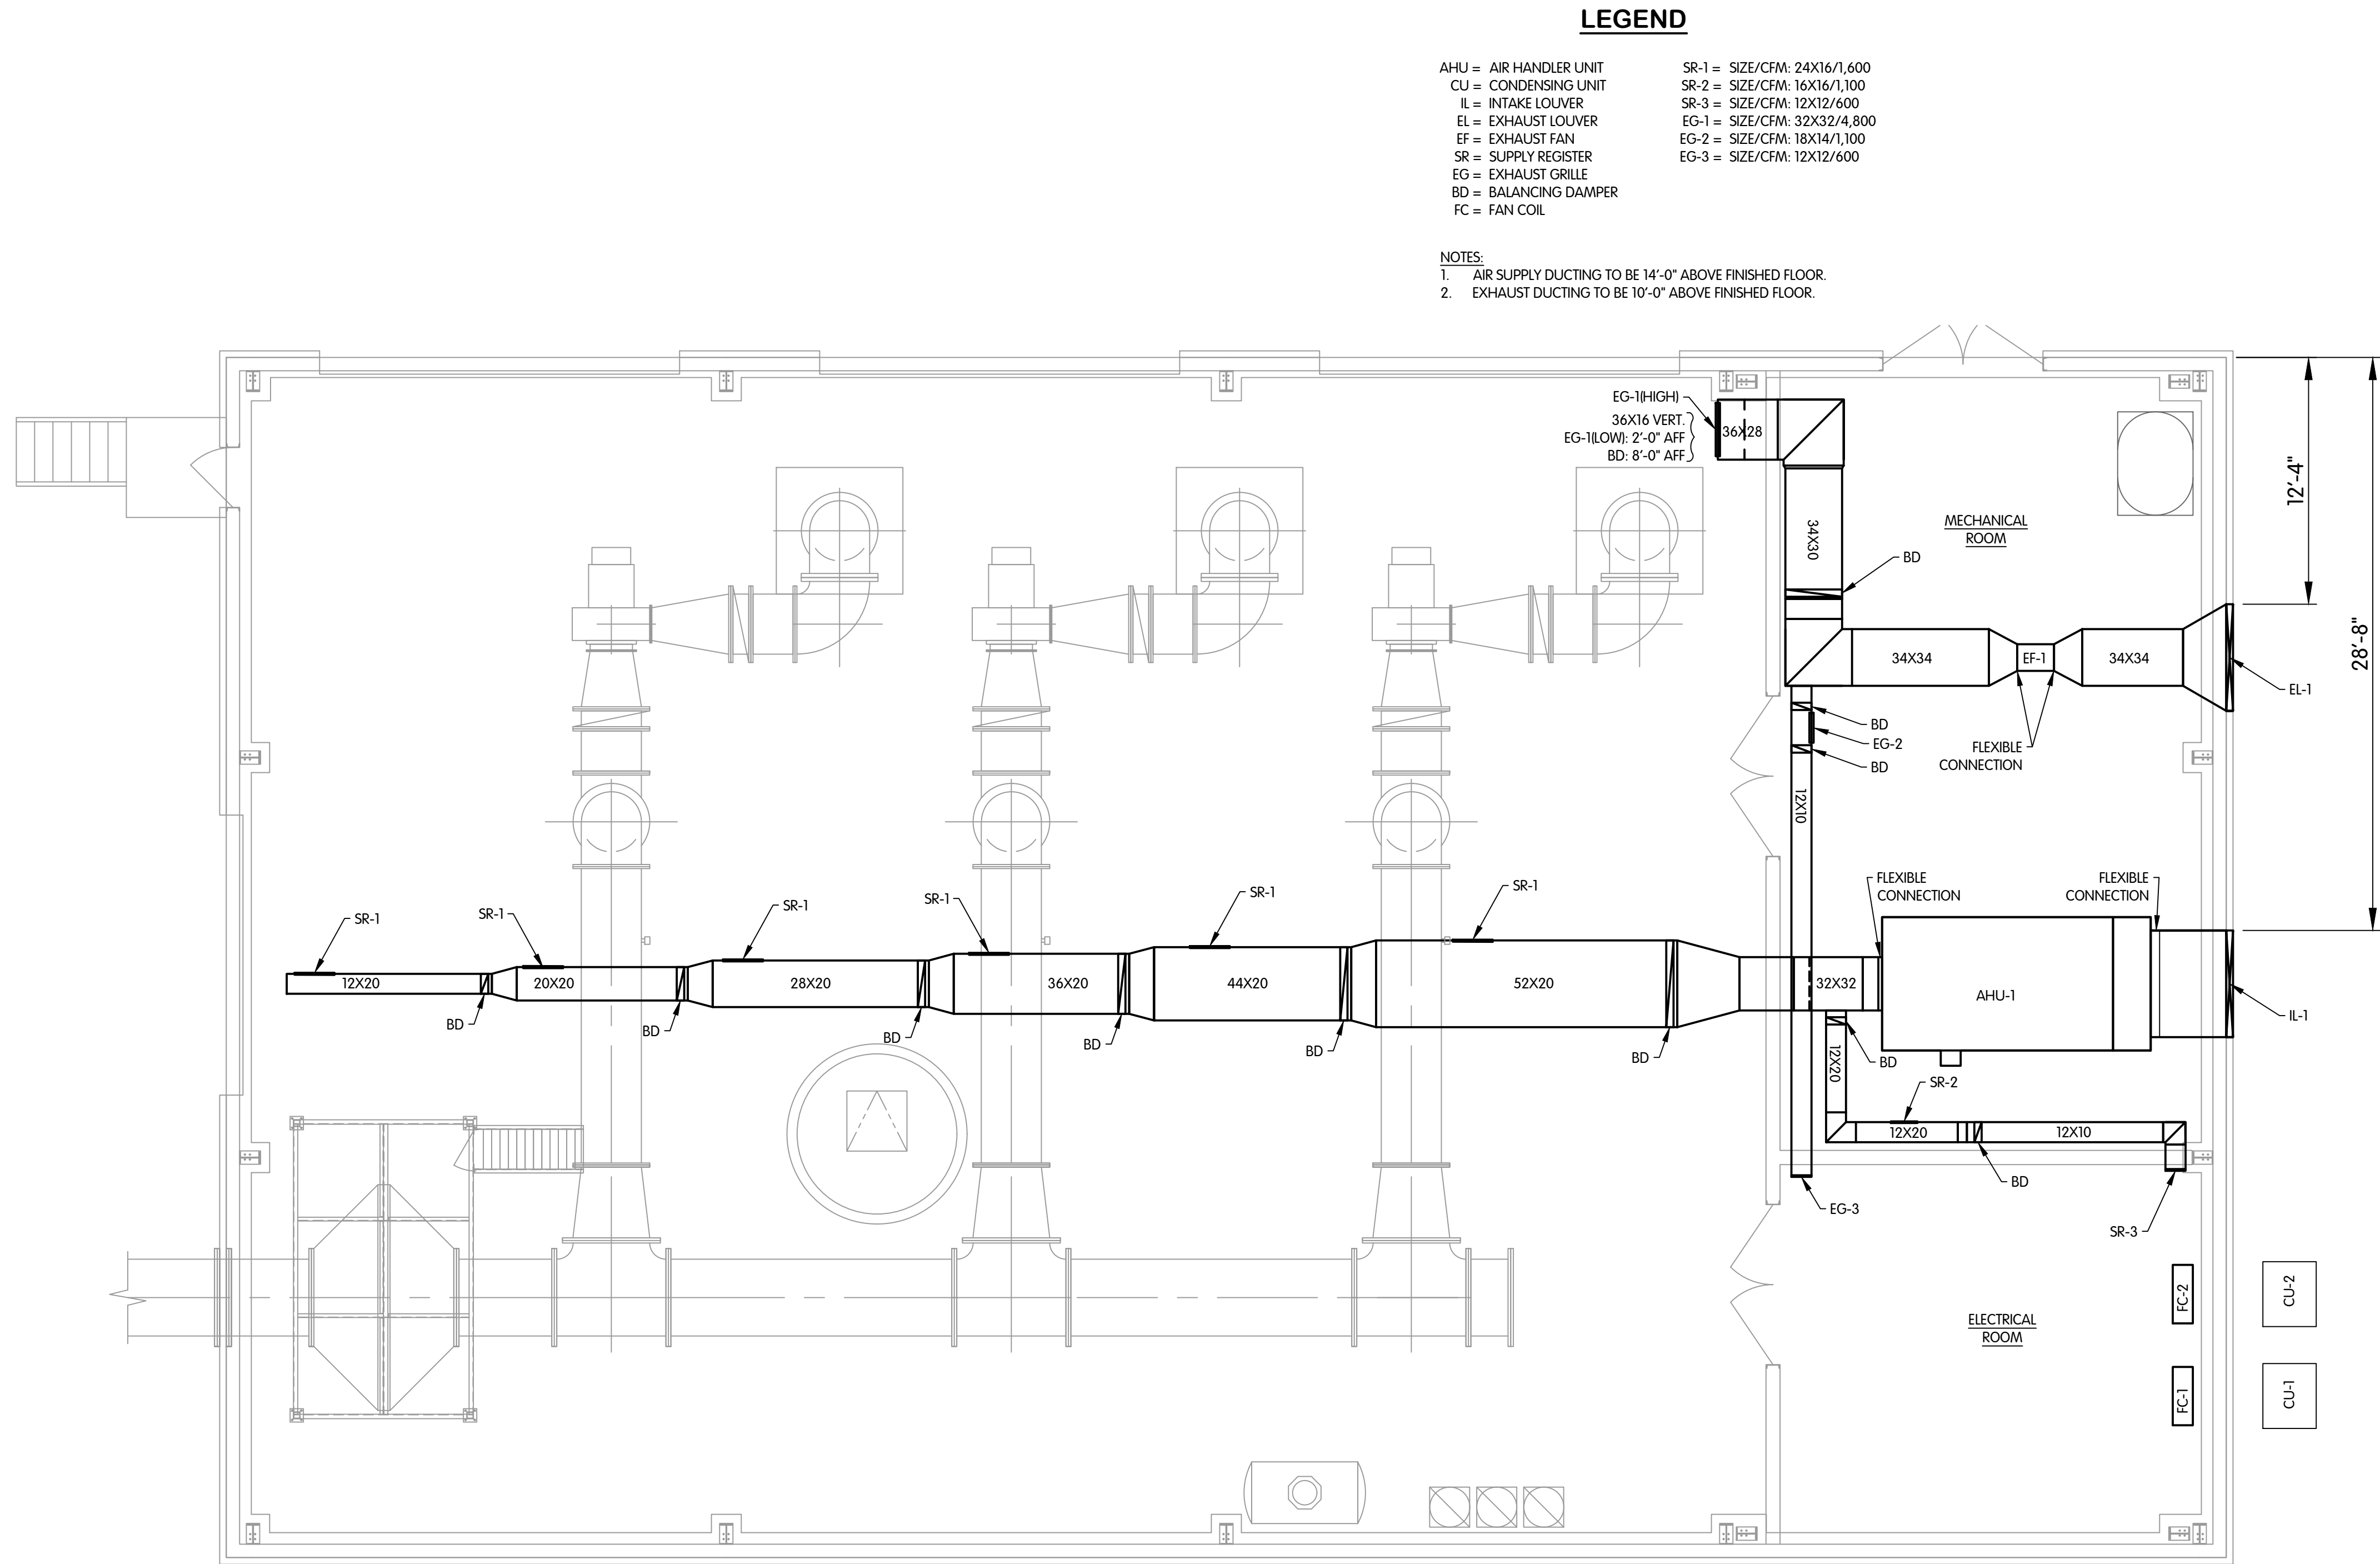 LEGEND
AHU = AIR HANDLER UNIT
CU = CONDENSING UNIT
IL = INTAKE LOUVER
EL = EXHAUST LOUVER
EF = EXHAUST FAN
SR = SUPPLY REGISTER
EG = EXHAUST GRILLE
BD = BALANCING DAMPER
FC = FAN COIL
SR-1 = SIZE/CFM: 24X16/1,600
SR-2 = SIZE/CFM: 16X16/1,100
SR-3 = SIZE/CFM: 12X12/600
EG-1 = SIZE/CFM: 32X32/4,800
EG-2 = SIZE/CFM: 18X14/1,100
EG-3 = SIZE/CFM: 12X12/600
NOTES:
1. AIR SUPPLY DUCTING TO BE 14'-0" ABOVE FINISHED FLOOR.
2. EXHAUST DUCTING TO BE 10'-0" ABOVE FINISHED FLOOR.
EG-1(HIGH)
36X16 VERT.
EG-1(LOW): 2'-0" AFF
BD: 8'-0" AFF
36X28
34X30
MECHANICAL
ROOM
BD
12'-4"
28'-8"
34X34
EF-1
34X34
EL-1
BD
EG-2
BD
FLEXIBLE
CONNECTION
12X10
FLEXIBLE
CONNECTION
FLEXIBLE
CONNECTION
SR-1
SR-1
SR-1
SR-1
SR-1
SR-1
12X20
20X20
28X20
36X20
44X20
52X20
32X32
AHU-1
IL-1
BD
BD
BD
BD
BD
BD
BD
12X20
SR-2
12X20
12X10
BD
EG-3
SR-3
FC-2
CU-2
ELECTRICAL
ROOM
FC-1
CU-1